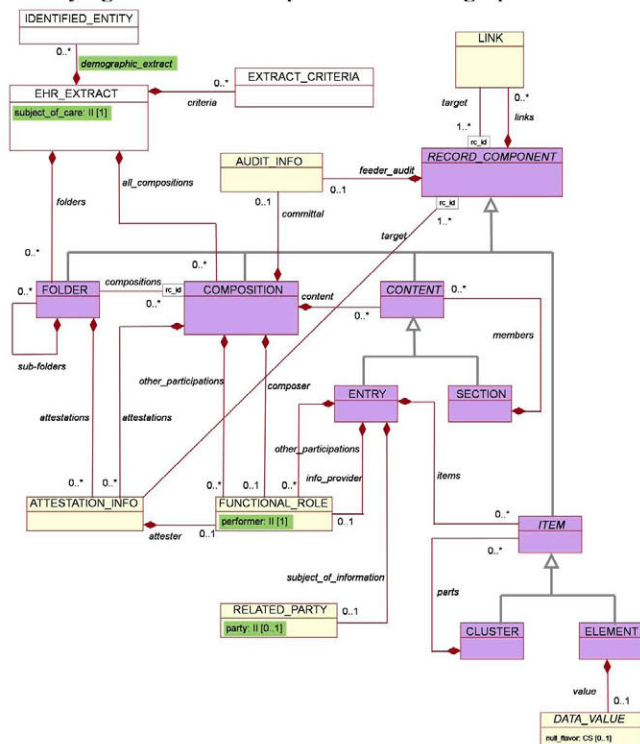 IDENTIFIED_ENTITY
0..*
demographic_extract
EHR_EXTRACT
subject_of_care: II [1]
0..*
EXTRACT_CRITERIA
criteria
LINK
target
0..*
links
1..*
rc_id
RECORD_COMPONENT
AUDIT_INFO
feeder_audit
0..1
0..1
committal
rc_id
1..*
target
all_compositions
folders
0..*
0..*
0..*
FOLDER
compositions
rc_id
0..*
COMPOSITION
content
0..*
CONTENT
0..*
members
sub-folders
other_participations
composer
ENTRY
SECTION
attestations
attestations
other_participations
info_provider
items
0..*
0..*
0..*
0..1
0..*
0..*
ATTESTATION_INFO
attester
0..1
FUNCTIONAL_ROLE
performer: II [1]
0..1
ITEM
0..*
subject_of_information
parts
RELATED_PARTY
party: II [0..1]
0..1
CLUSTER
ELEMENT
value
0..1
DATA_VALUE
null_flavor: CS [0..1]